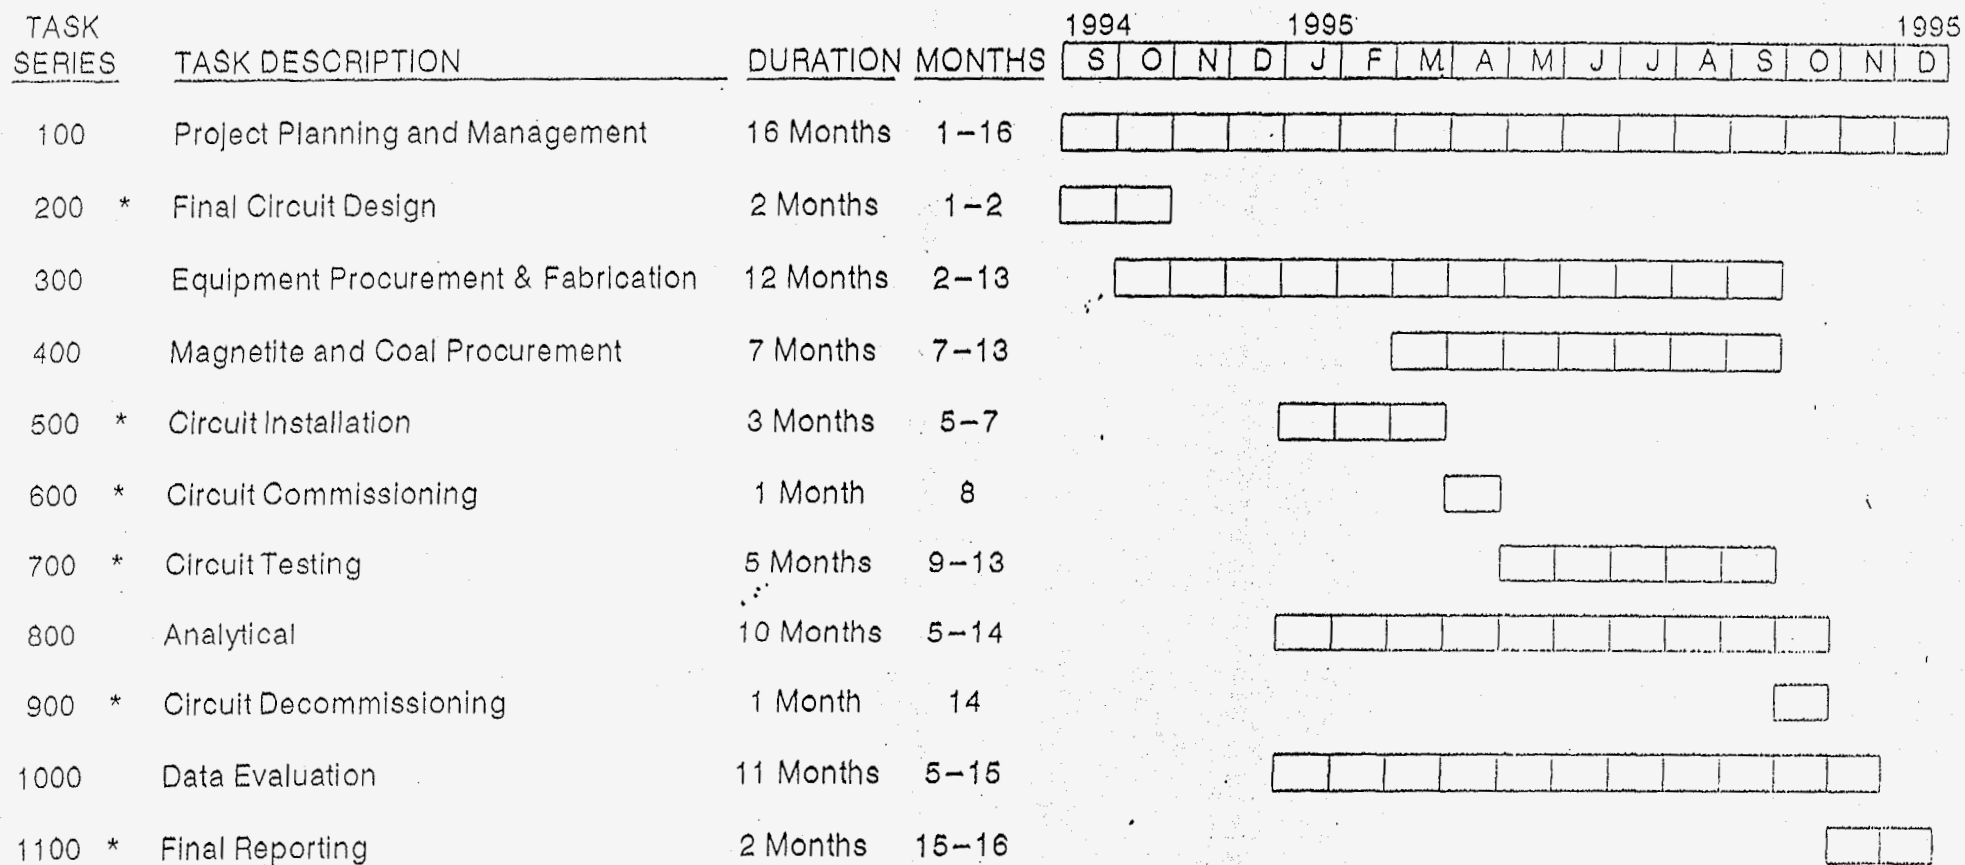 TASK 1994 1995 1995
SERIES TASK DESCRIPTION DURATION MONTHS S O N D J F M A M J J A S O N D
100 Project Planning and Management 16 Months 1-16
200 * Final Circuit Design 2 Months 1-2
300 Equipment Procurement & Fabrication 12 Months 2-13
400 Magnetite and Coal Procurement 7 Months 7-13
500 * Circuit Installation 3 Months 5-7
600 * Circuit Commissioning 1 Month 8
700 * Circuit Testing 5 Months 9-13
800 Analytical 10 Months 5-14
900 * Circuit Decommissioning 1 Month 14
1000 Data Evaluation 11 Months 5-15
1100 * Final Reporting 2 Months 15-16